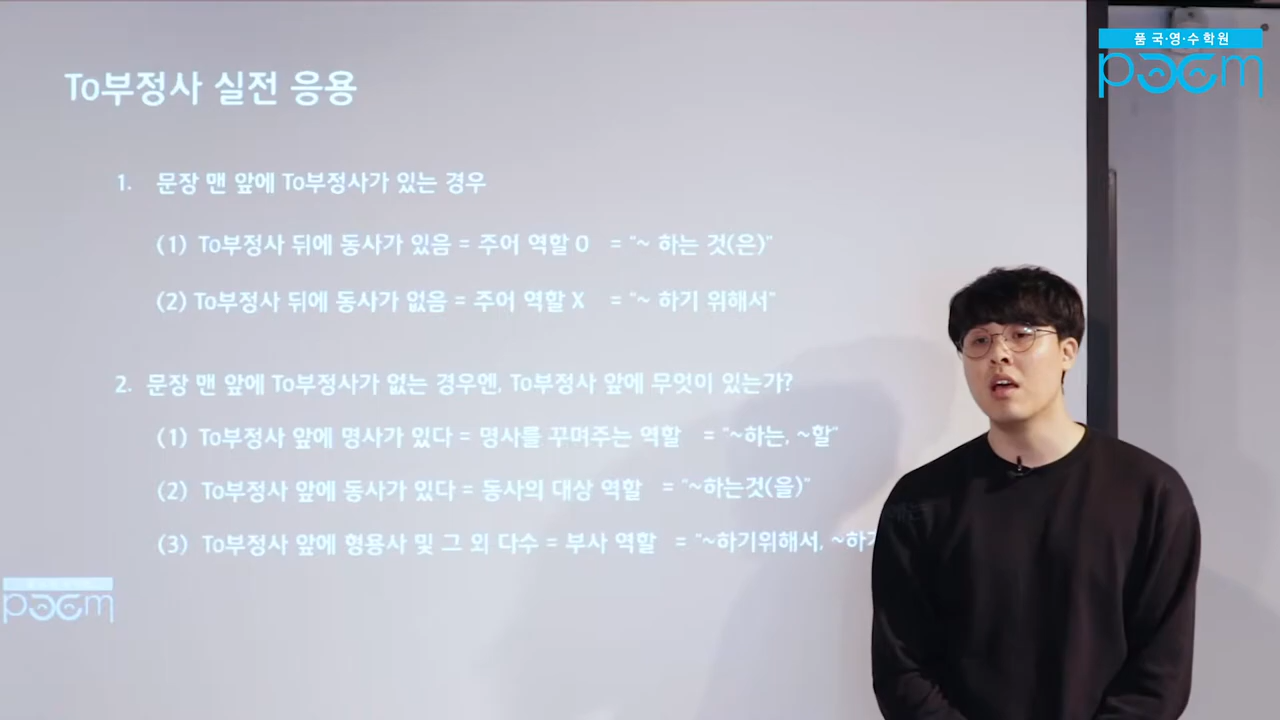 품 국·영·수 학원
poem
To부정사 실전 응용
1. 문장 맨 앞에 To부정사가 있는 경우
(1) To부정사 뒤에 동사가 있음 = 주어 역할 O = "~ 하는 것(은)"
(2) To부정사 뒤에 동사가 없음 = 주어 역할 X = "~ 하기 위해서"
2. 문장 맨 앞에 To부정사가 없는 경우엔, To부정사 앞에 무엇이 있는가?
(1) To부정사 앞에 명사가 있다 = 명사를 꾸며주는 역할 = "~하는, ~할"
(2) To부정사 앞에 동사가 있다 = 동사의 대상 역할 = "~하는것(을)"
(3) To부정사 앞에 형용사 및 그 외 다수 = 부사 역할 = "~하기위해서, ~하기
poem